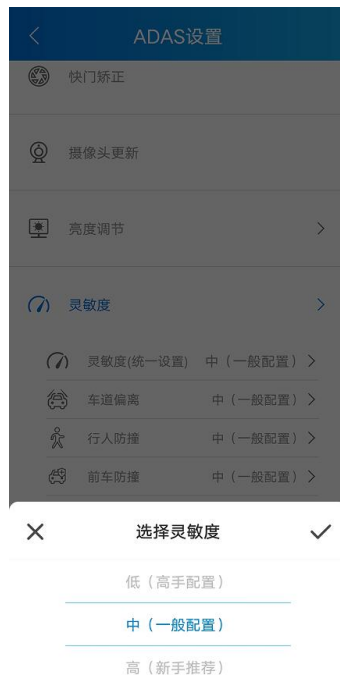 ADAS设置
快门矫正
摄像头更新
亮度调节
灵敏度
灵敏度(统一设置) 中（一般配置）
车道偏离 中（一般配置）
行人防撞 中（一般配置）
前车防撞 中（一般配置）
选择灵敏度
低（高手配置）
中（一般配置）
高（新手推荐）